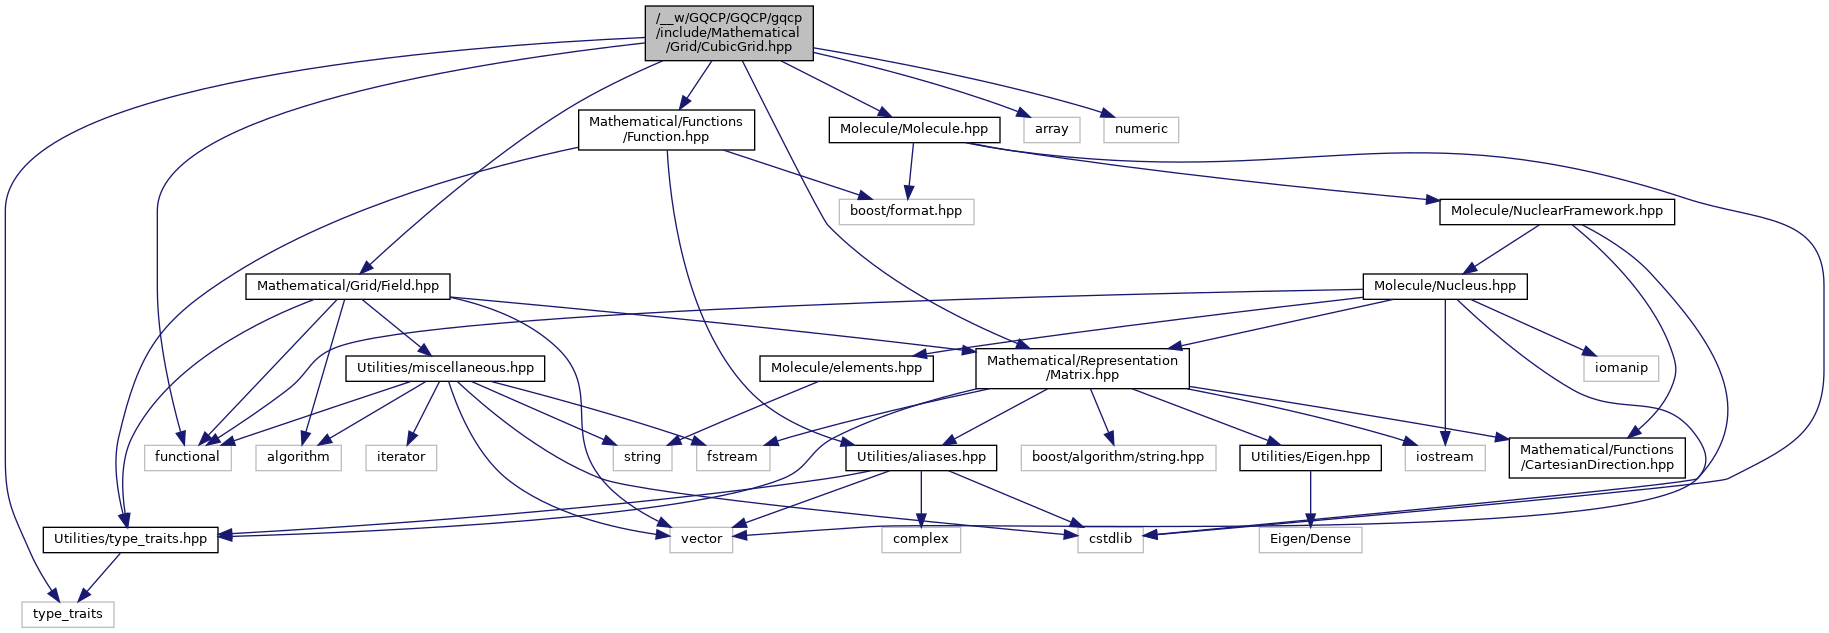 /__w/GQCP/GQCP/gqcp
/include/Mathematical
/Grid/CubicGrid.hpp
Mathematical/Functions
/Function.hpp
Molecule/Molecule.hpp
array
numeric
boost/format.hpp
Molecule/NuclearFramework.hpp
Mathematical/Grid/Field.hpp
Molecule/Nucleus.hpp
Utilities/miscellaneous.hpp
Molecule/elements.hpp
Mathematical/Representation
/Matrix.hpp
iomanip
functional
algorithm
iterator
string
fstream
Utilities/aliases.hpp
boost/algorithm/string.hpp
Utilities/Eigen.hpp
iostream
Mathematical/Functions
/CartesianDirection.hpp
Utilities/type_traits.hpp
vector
complex
cstdlib
Eigen/Dense
type_traits